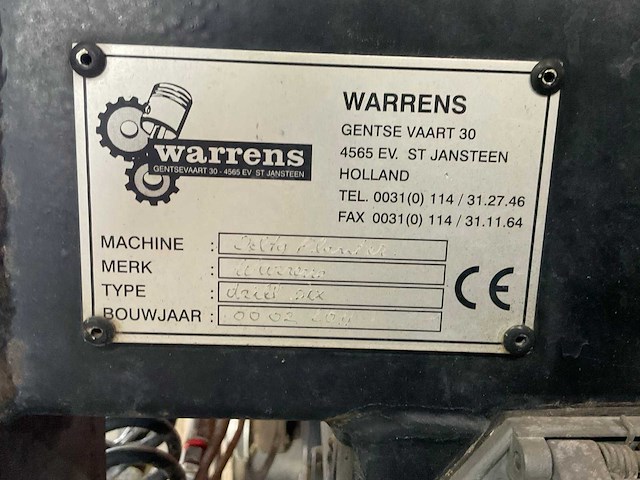 warrens
GENTSEVAART 30 - 4565 EV ST JANSTEEN
WARRENS
GENTSE VAART 30
4565 EV. ST JANSTEEN
HOLLAND
TEL. 0031(0) 114 / 31.27.46
FAX 0031(0) 114 / 31.11.64
MACHINE :
MERK : Warrens
TYPE :
BOUWJAAR :
CE